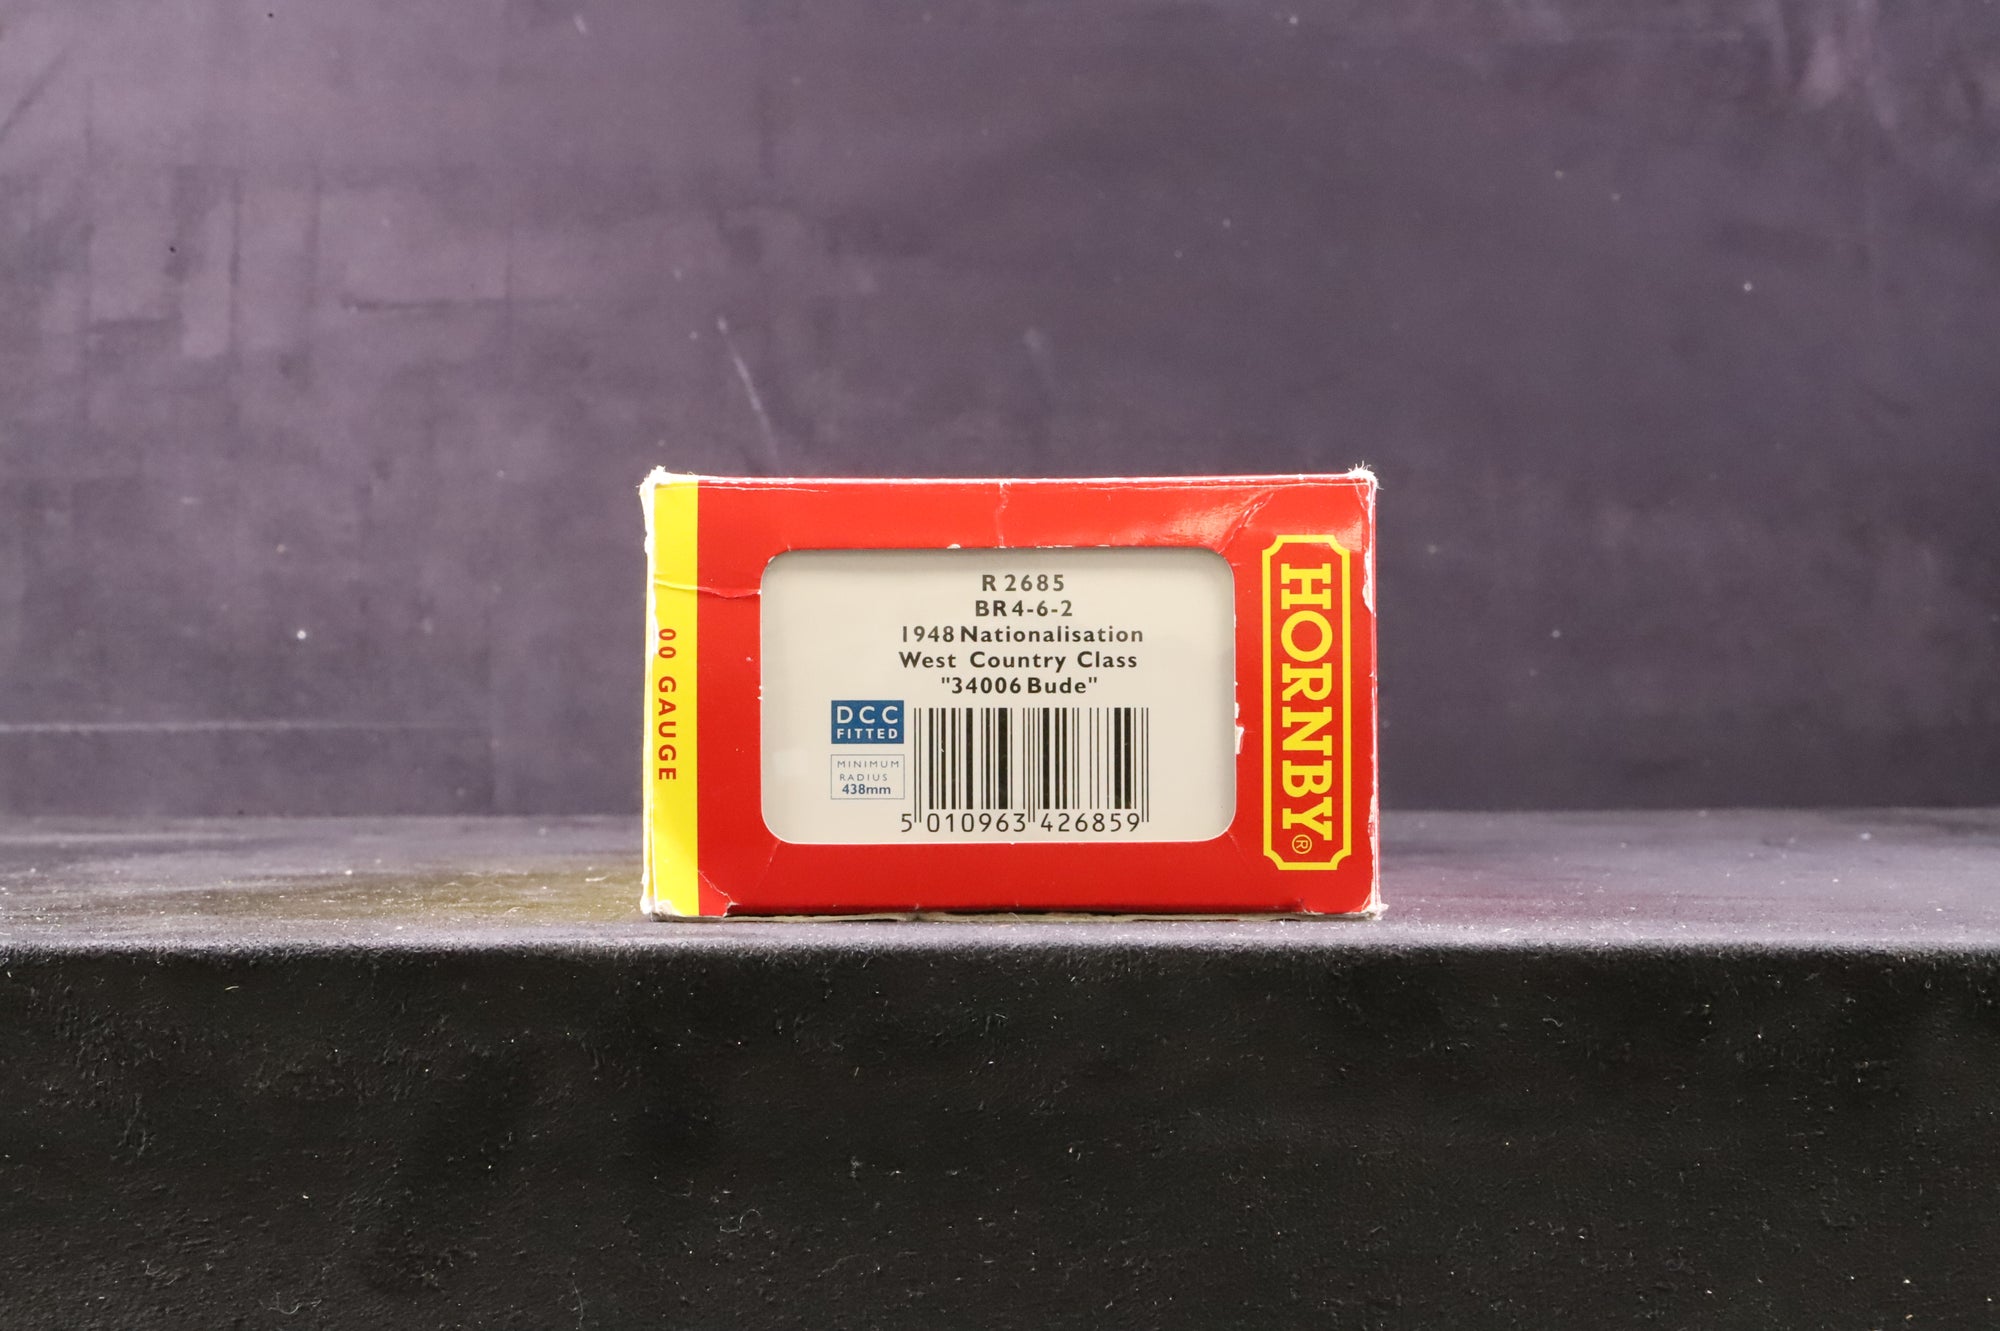 00 GAUGE
R 2685
BR 4-6-2
1948 Nationalisation
West Country Class
"34006 Bude"
DCC
FITTED
MINIMUM
RADIUS
438mm
5 010963 426859
HORNBY®